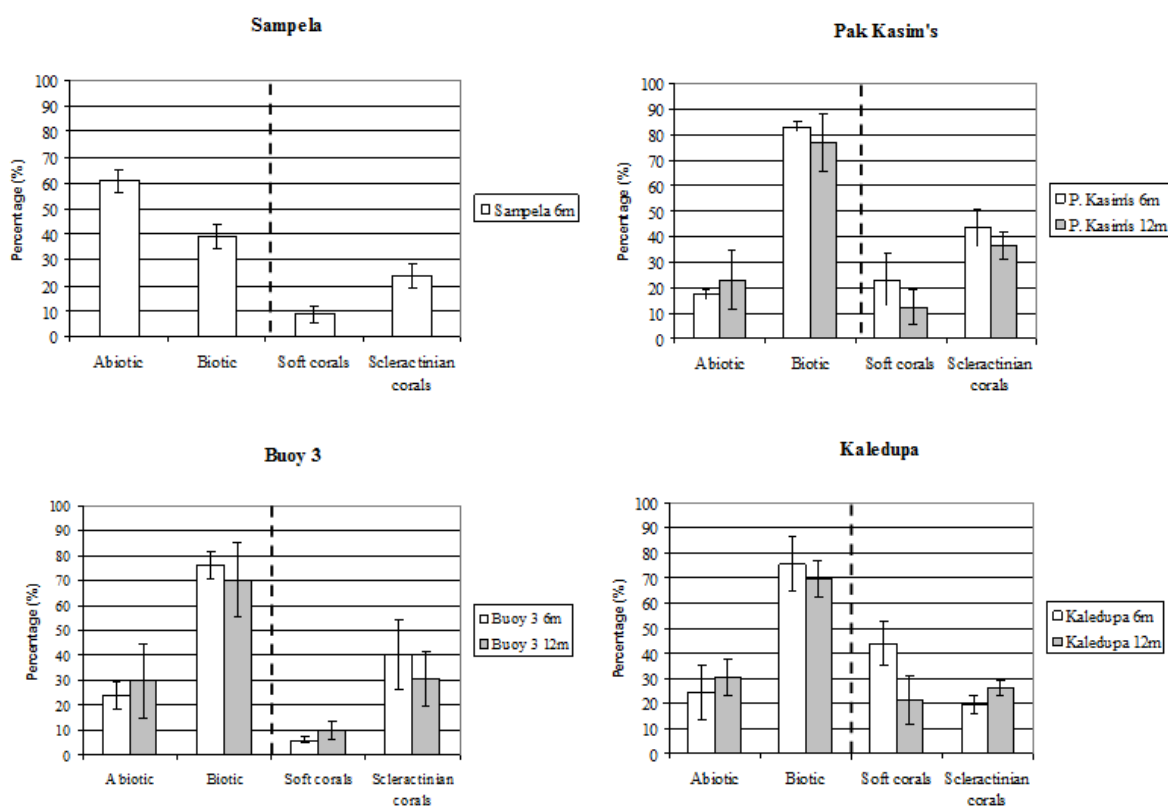 Sampela
Percentage (%)
100
90
80
70
60
50
40
30
20
10
0
Abiotic Biotic Soft corals Scleractinian
corals
Sampela 6m
Pak Kasim's
Percentage (%)
100
90
80
70
60
50
40
30
20
10
0
Abiotic Biotic Soft corals Scleractinian
corals
P. Kasim's 6m
P. Kasim's 12m
Buoy 3
Percentage (%)
100
90
80
70
60
50
40
30
20
10
0
Abiotic Biotic Soft corals Scleractinian
corals
Buoy 3 6m
Buoy 3 12m
Kaledupa
Percentage (%)
100
90
80
70
60
50
40
30
20
10
0
Abiotic Biotic Soft corals Scleractinian
corals
Kaledupa 6m
Kaledupa 12m